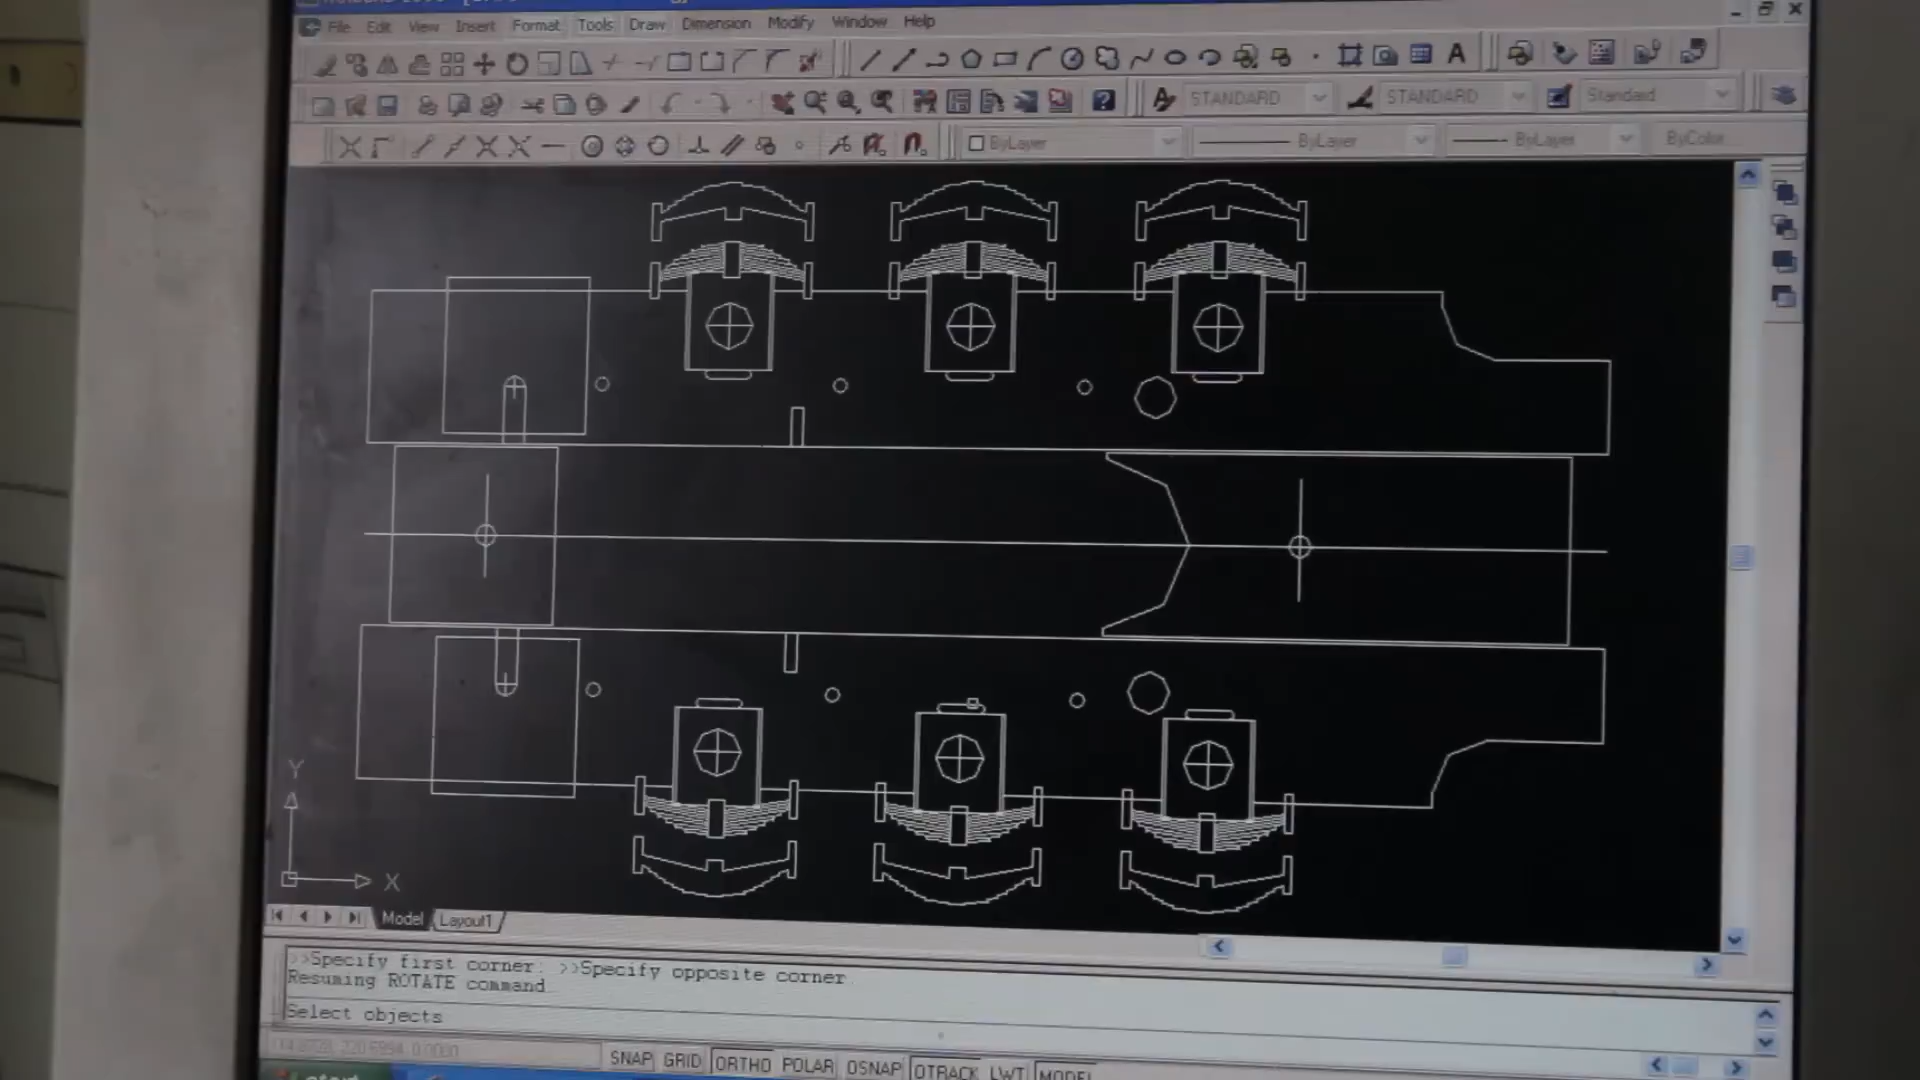 File Edit View Insert Format Tools Draw Dimension Modify Window Help
A
STANDARD STANDARD Standard
ByLayer ByLayer ByLayer ByColor
Y
X
Model Layout1
>>Specify first corner: >>Specify opposite corner
Resuming ROTATE command
Select objects
SNAP GRID ORTHO POLAR OSNAP OTRACK LWT MODEL
start